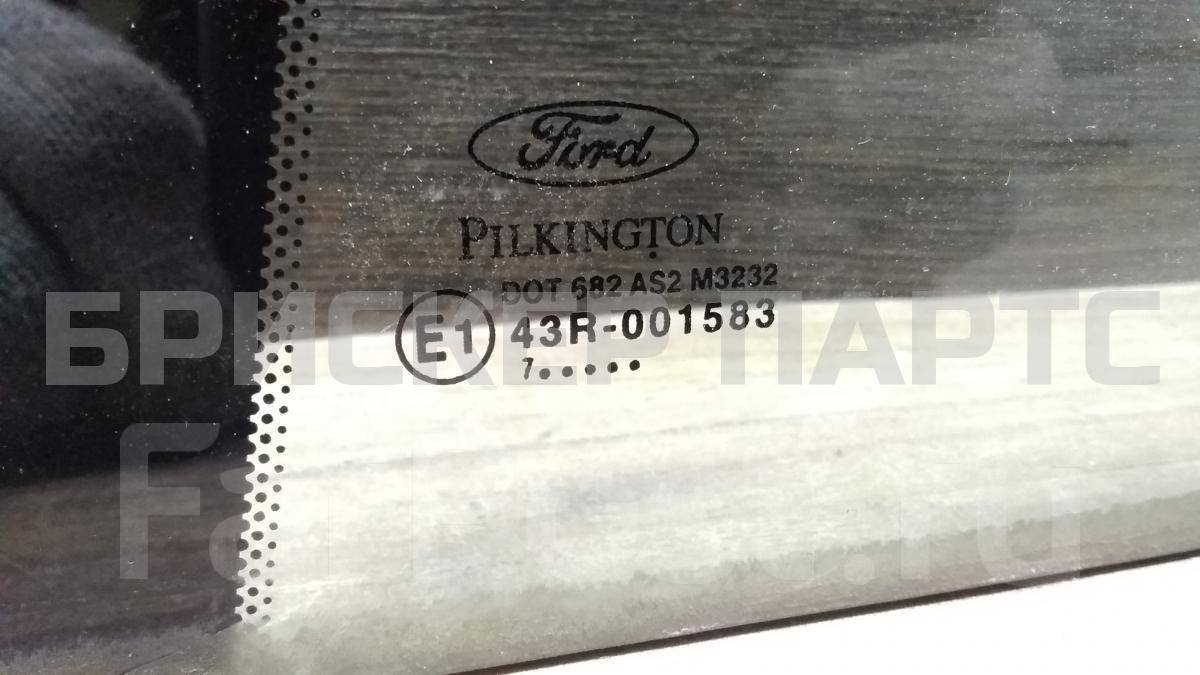 Ford
PILKINGTON
DOT 682 AS2 M3232
E1 43R-001583
7.....
БРИСКЕР ПАРТС